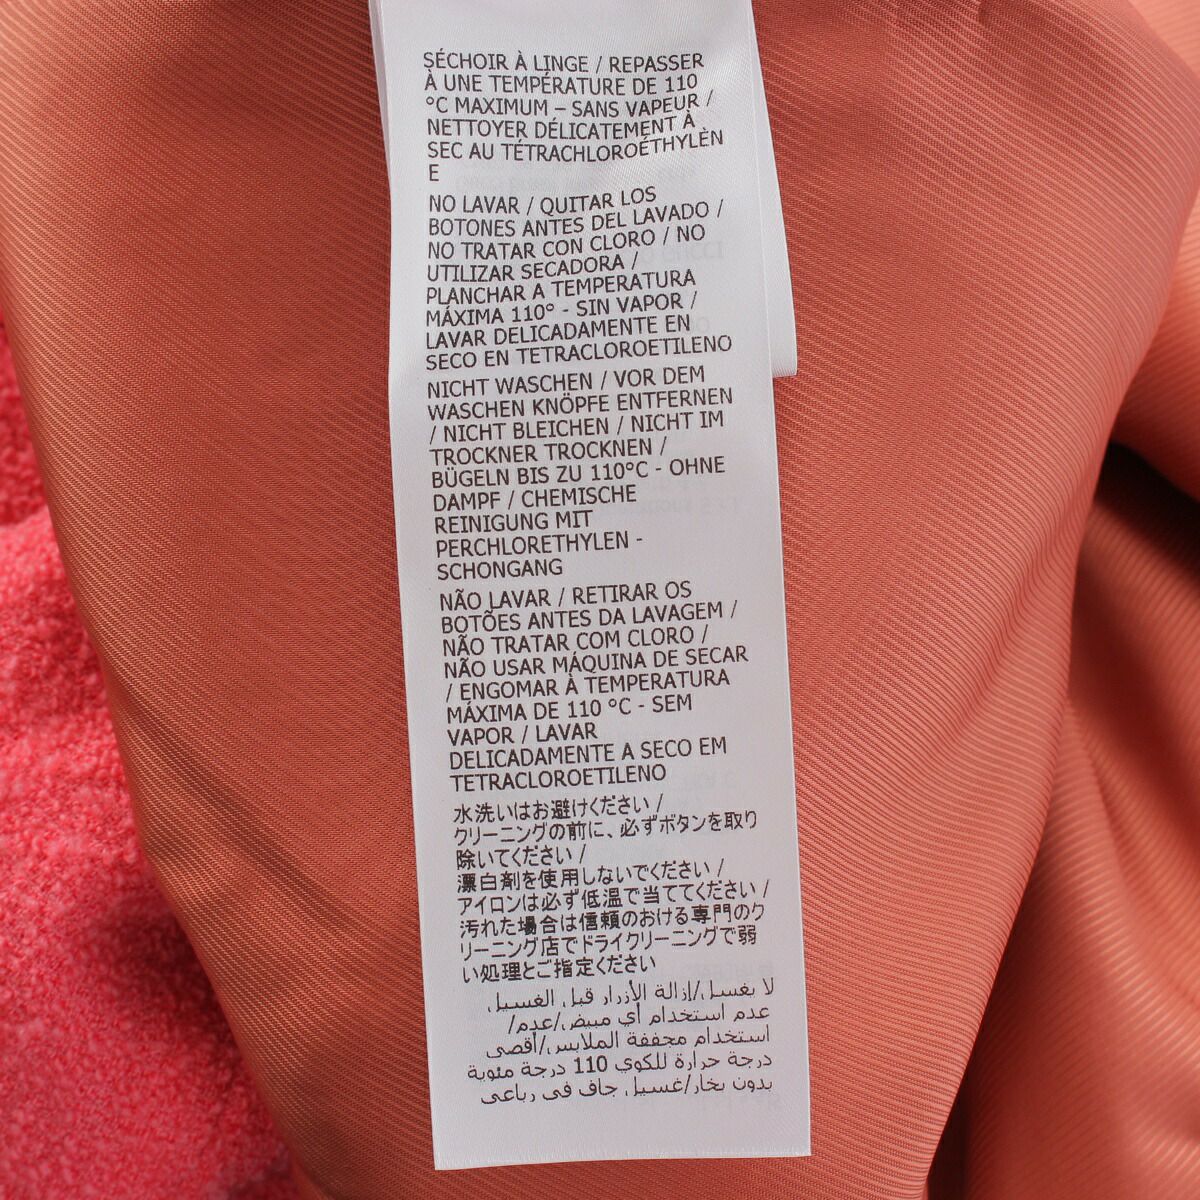 SÉCHOIR À LINGE / REPASSER
À UNE TEMPÉRATURE DE 110
°C MAXIMUM – SANS VAPEUR /
NETTOYER DÉLICATEMENT À
SEC AU TÉTRACHLOROÉTHYLÈN
E
NO LAVAR / QUITAR LOS
BOTONES ANTES DEL LAVADO /
NO TRATAR CON CLORO / NO
UTILIZAR SECADORA /
PLANCHAR A TEMPERATURA
MÁXIMA 110° - SIN VAPOR /
LAVAR DELICADAMENTE EN
SECO EN TETRACLOROETILENO
NICHT WASCHEN / VOR DEM
WASCHEN KNÖPFE ENTFERNEN
/ NICHT BLEICHEN / NICHT IM
TROCKNER TROCKNEN /
BÜGELN BIS ZU 110°C - OHNE
DAMPF / CHEMISCHE
REINIGUNG MIT
PERCHLORETHYLEN -
SCHONGANG
NÃO LAVAR / RETIRAR OS
BOTÕES ANTES DA LAVAGEM /
NÃO TRATAR COM CLORO /
NÃO USAR MÁQUINA DE SECAR
/ ENGOMAR À TEMPERATURA
MÁXIMA DE 110 °C - SEM
VAPOR / LAVAR
DELICADAMENTE A SECO EM
TETRACLOROETILENO
水洗いはお避けください /
クリーニングの前に、必ずボタンを取り
除いてください /
漂白剤を使用しないでください /
アイロンは必ず低温で当ててください /
汚れた場合は信頼のおける専門のク
リーニング店でドライクリーニングで弱
い処理とご指定ください
لا يغسل/إزالة الأزرار قبل الغسيل
عدم استخدام أي مبيض/عدم/
استخدام مجففة الملابس/أقصى
درجة حرارة للكوي 110 درجة مئوية
بدون بخار/غسيل جاف في رباعي